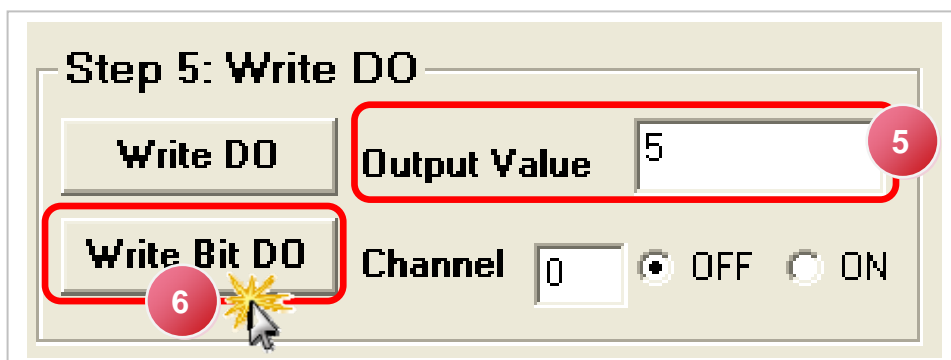 Step 5: Write DO
Write DO Output Value 5 5
Write Bit DO Channel 0 OFF ON
6